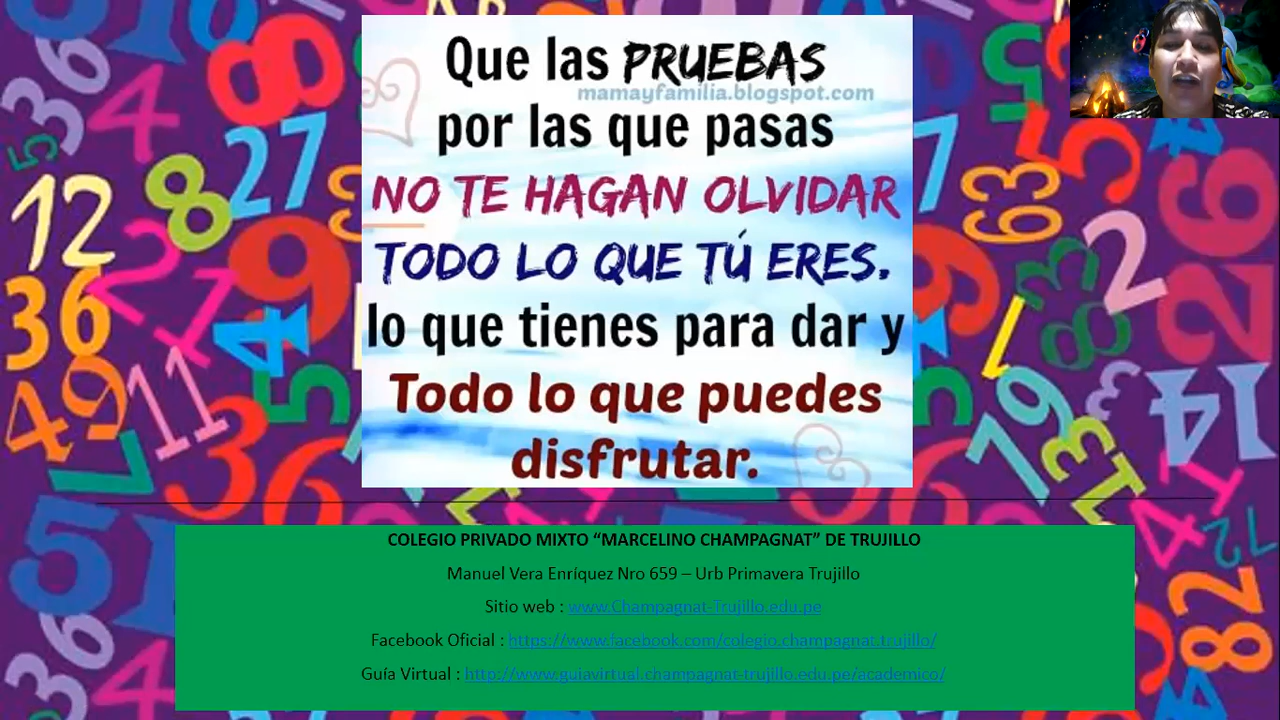 Que las PRUEBAS
mamayfamilia.blogspot.com
por las que pasas
NO TE HAGAN OLVIDAR
TODO LO QUE TÚ ERES.
lo que tienes para dar y
Todo lo que puedes
disfrutar.
COLEGIO PRIVADO MIXTO “MARCELINO CHAMPAGNAT” DE TRUJILLO
Manuel Vera Enríquez Nro 659 – Urb Primavera Trujillo
Sitio web : www.Champagnat-Trujillo.edu.pe
Facebook Oficial : https://www.facebook.com/colegio.champagnat.trujillo/
Guía Virtual : http://www.guiavirtual.champagnat-trujillo.edu.pe/academico/